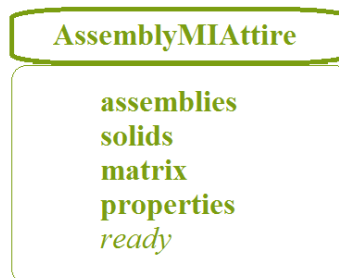 AssemblyMIAttire
assemblies
solids
matrix
properties
ready